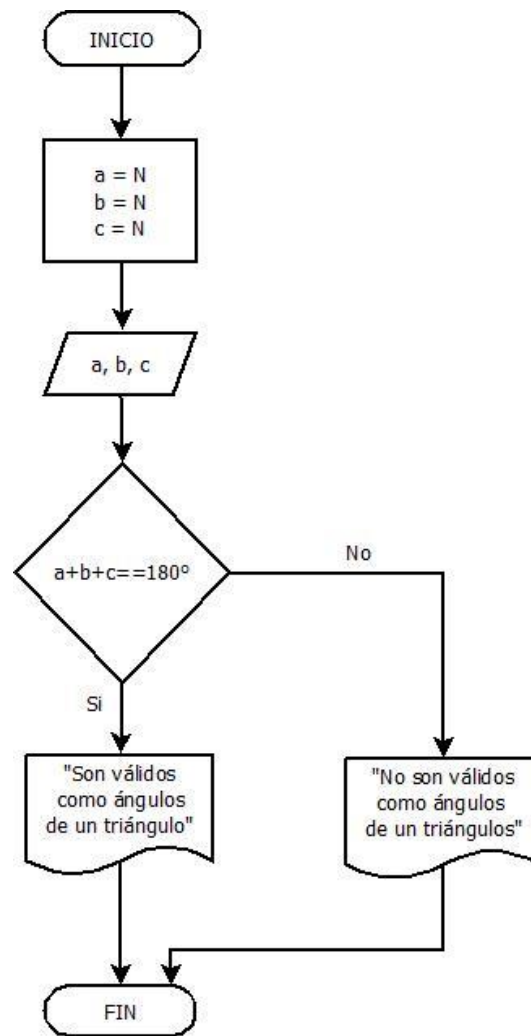 INICIO
a = N
b = N
c = N
a, b, c
a+b+c==180º
No
Si
"Son válidos
como ángulos
de un triángulo"
"No son válidos
como ángulos
de un triángulos"
FIN